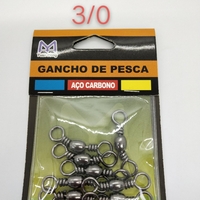 3/0
GANCHO DE PESCA
AÇO CARBONO